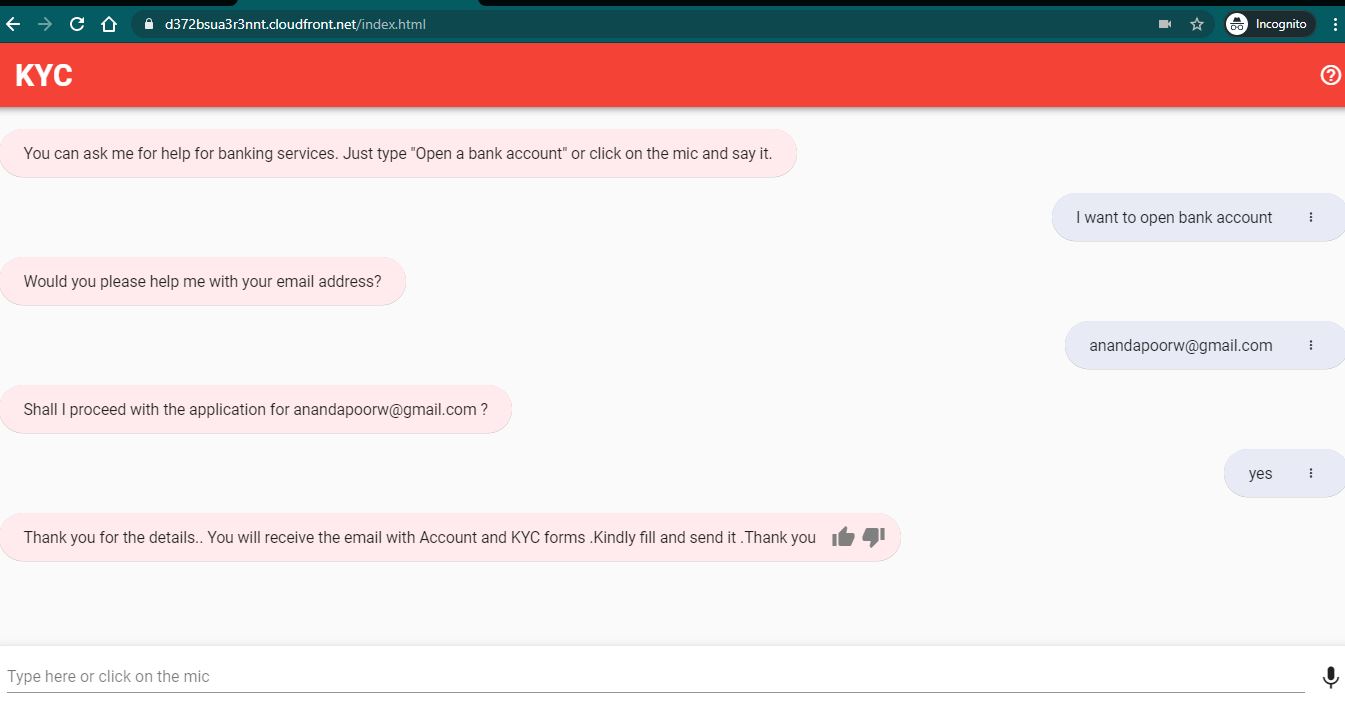 d372bsua3r3nnt.cloudfront.net/index.html
Incognito
KYC
You can ask me for help for banking services. Just type "Open a bank account" or click on the mic and say it.
I want to open bank account
Would you please help me with your email address?
anandapoorw@gmail.com
Shall I proceed with the application for anandapoorw@gmail.com ?
yes
Thank you for the details.. You will receive the email with Account and KYC forms .Kindly fill and send it .Thank you
Type here or click on the mic